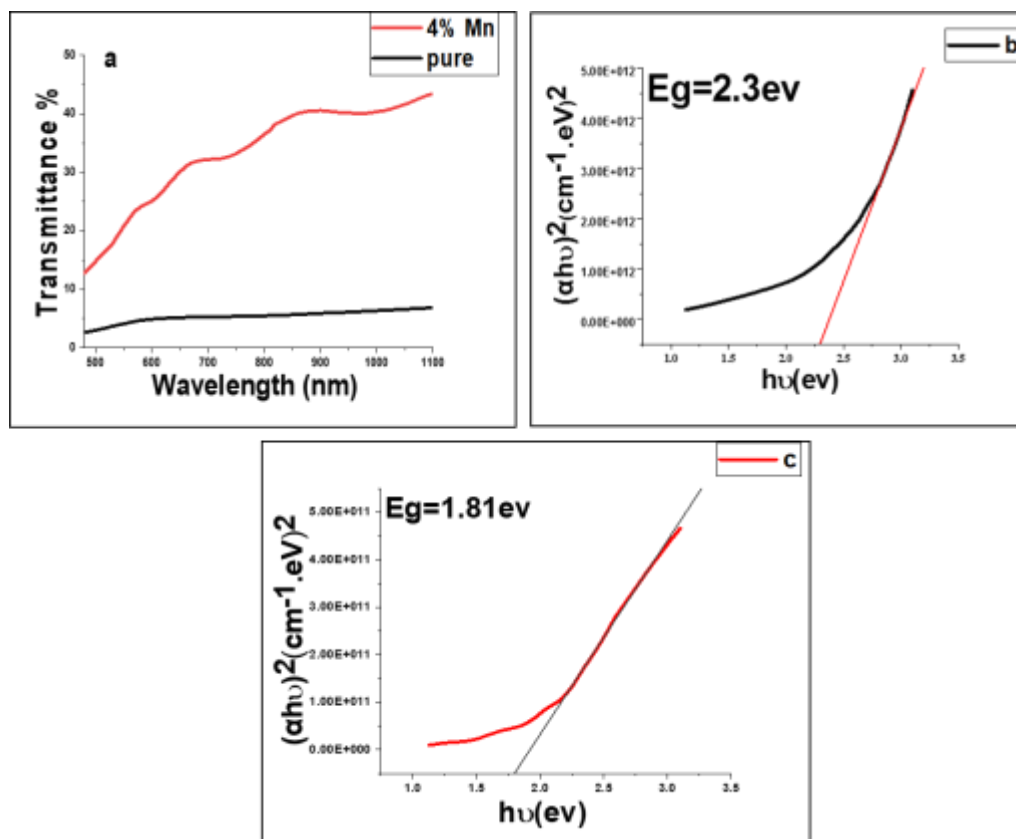 a
4% Mn
pure
50
40
30
20
10
0
Transmittance %
500 600 700 800 900 1000 1100
Wavelength (nm)
b
Eg=2.3ev
5.00E+012
4.00E+012
3.00E+012
2.00E+012
1.00E+012
0.00E+000
(αhυ)²(cm⁻¹.eV)²
1.0 1.5 2.0 2.5 3.0 3.5
hυ(ev)
c
Eg=1.81ev
5.00E+011
4.00E+011
3.00E+011
2.00E+011
1.00E+011
0.00E+000
(αhυ)²(cm⁻¹.eV)²
1.0 1.5 2.0 2.5 3.0 3.5
hυ(ev)